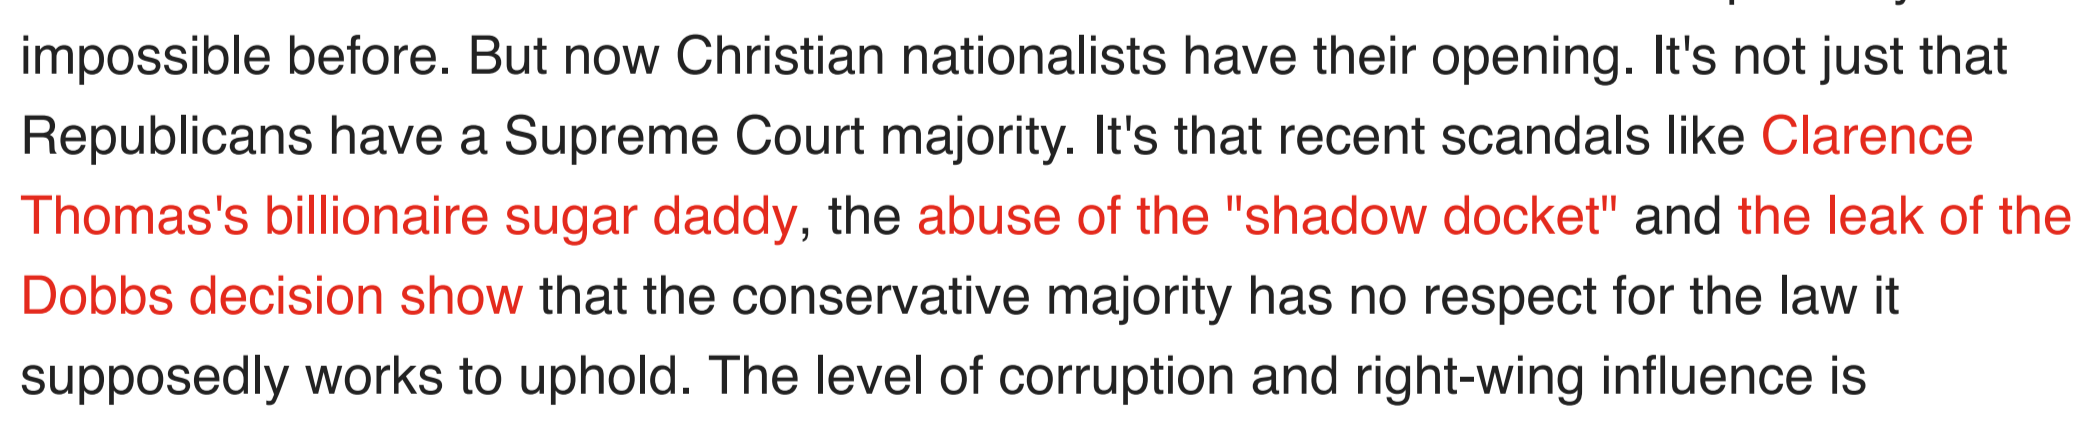 impossible before. But now Christian nationalists have their opening. It's not just that
Republicans have a Supreme Court majority. It's that recent scandals like Clarence
Thomas's billionaire sugar daddy, the abuse of the "shadow docket" and the leak of the
Dobbs decision show that the conservative majority has no respect for the law it
supposedly works to uphold. The level of corruption and right-wing influence is